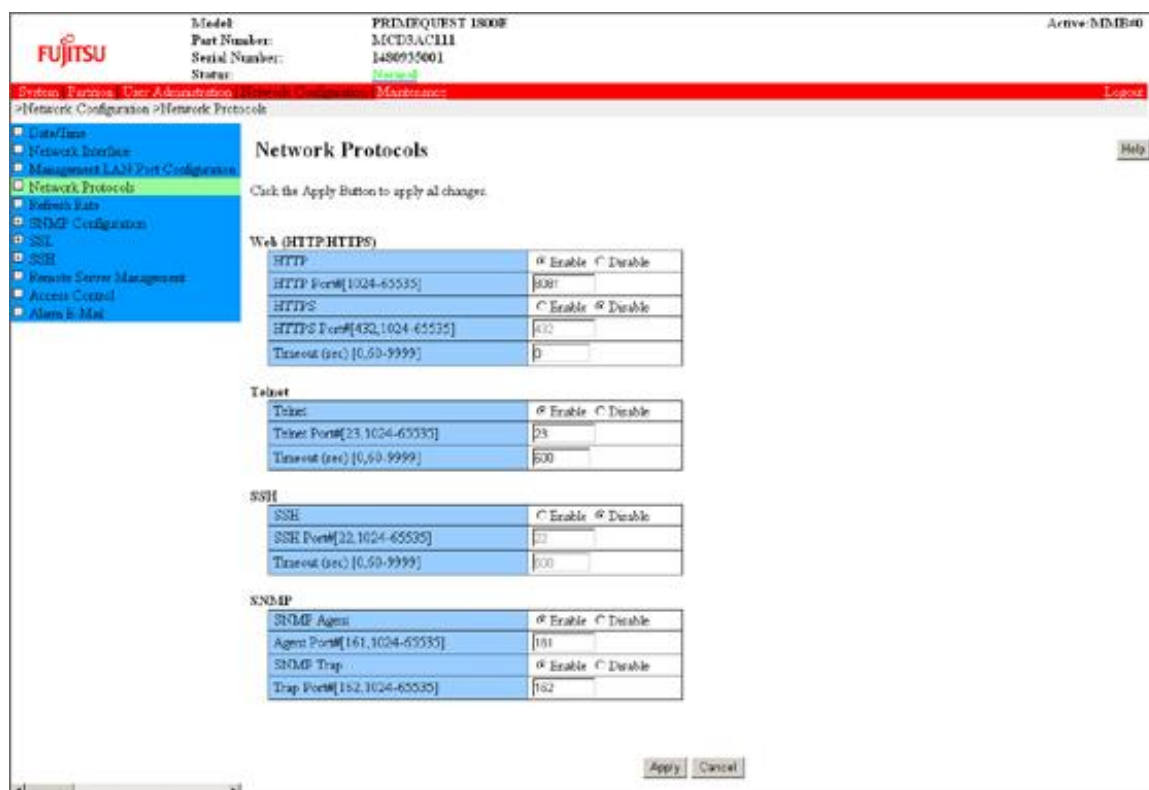 FUJITSU
Model: PRIMEQUEST 1800E
Part Number: MCD3AC111
Serial Number: 1480935001
Status: Normal
Active:MMB#0
System Partition User Administration Network Configuration Maintenance Logout
>Network Configuration >Network Protocols
Date/Time
Network Interface
Management LAN Port Configuration
Network Protocols
Refresh Rate
SNMP Configuration
SSL
SSH
Remote Server Management
Access Control
Alarm E-Mail
Network Protocols
Help
Click the Apply Button to apply all changes.
Web (HTTP/HTTPS)
HTTP Enable Disable
HTTP Port#[1024-65535] 8081
HTTPS Enable Disable
HTTPS Port#[432,1024-65535] 432
Timeout (sec) [0,60-9999] 0
Telnet
Telnet Enable Disable
Telnet Port#[23,1024-65535] 23
Timeout (sec) [0,60-9999] 600
SSH
SSH Enable Disable
SSH Port#[22,1024-65535] 22
Timeout (sec) [0,60-9999] 600
SNMP
SNMP Agent Enable Disable
Agent Port#[161,1024-65535] 161
SNMP Trap Enable Disable
Trap Port#[162,1024-65535] 162
Apply Cancel